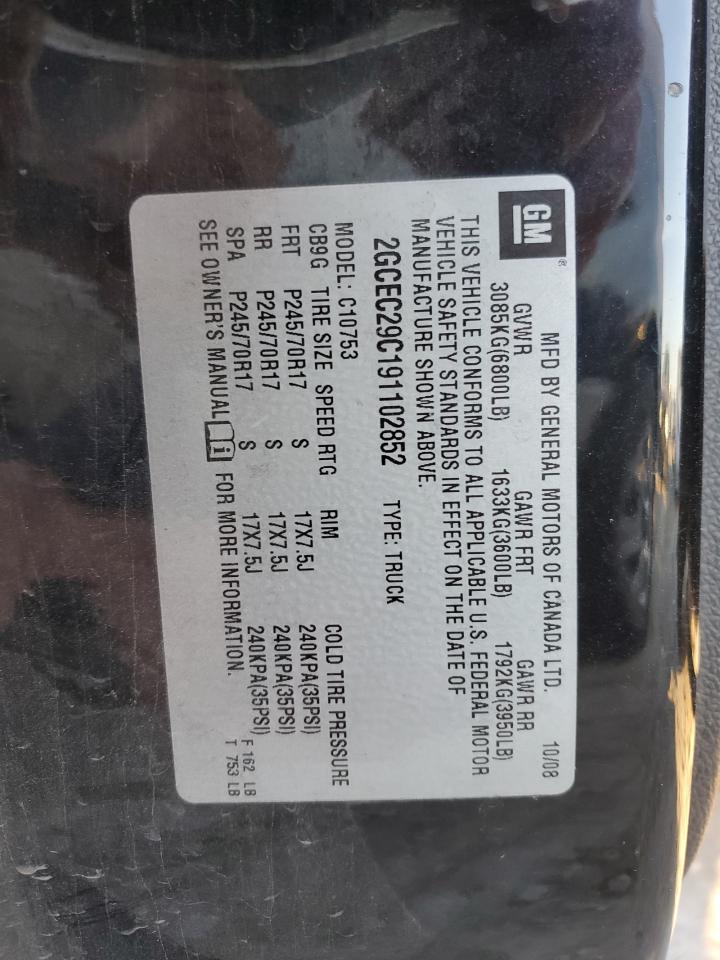 GM®
MFD BY GENERAL MOTORS OF CANADA LTD. 10/08
GVWR GAWR FRT GAWR RR
3085KG(6800LB) 1633KG(3600LB) 1792KG(3950LB)
THIS VEHICLE CONFORMS TO ALL APPLICABLE U.S. FEDERAL MOTOR
VEHICLE SAFETY STANDARDS IN EFFECT ON THE DATE OF
MANUFACTURE SHOWN ABOVE.
2GCEC29C191102852 TYPE: TRUCK
MODEL: C10753
CB9G TIRE SIZE SPEED RTG RIM COLD TIRE PRESSURE
FRT P245/70R17 S 17X7.5J 240KPA(35PSI)
RR P245/70R17 S 17X7.5J 240KPA(35PSI)
SPA P245/70R17 S 17X7.5J 240KPA(35PSI) F 162 LB
SEE OWNER'S MANUAL FOR MORE INFORMATION. T 753 LB